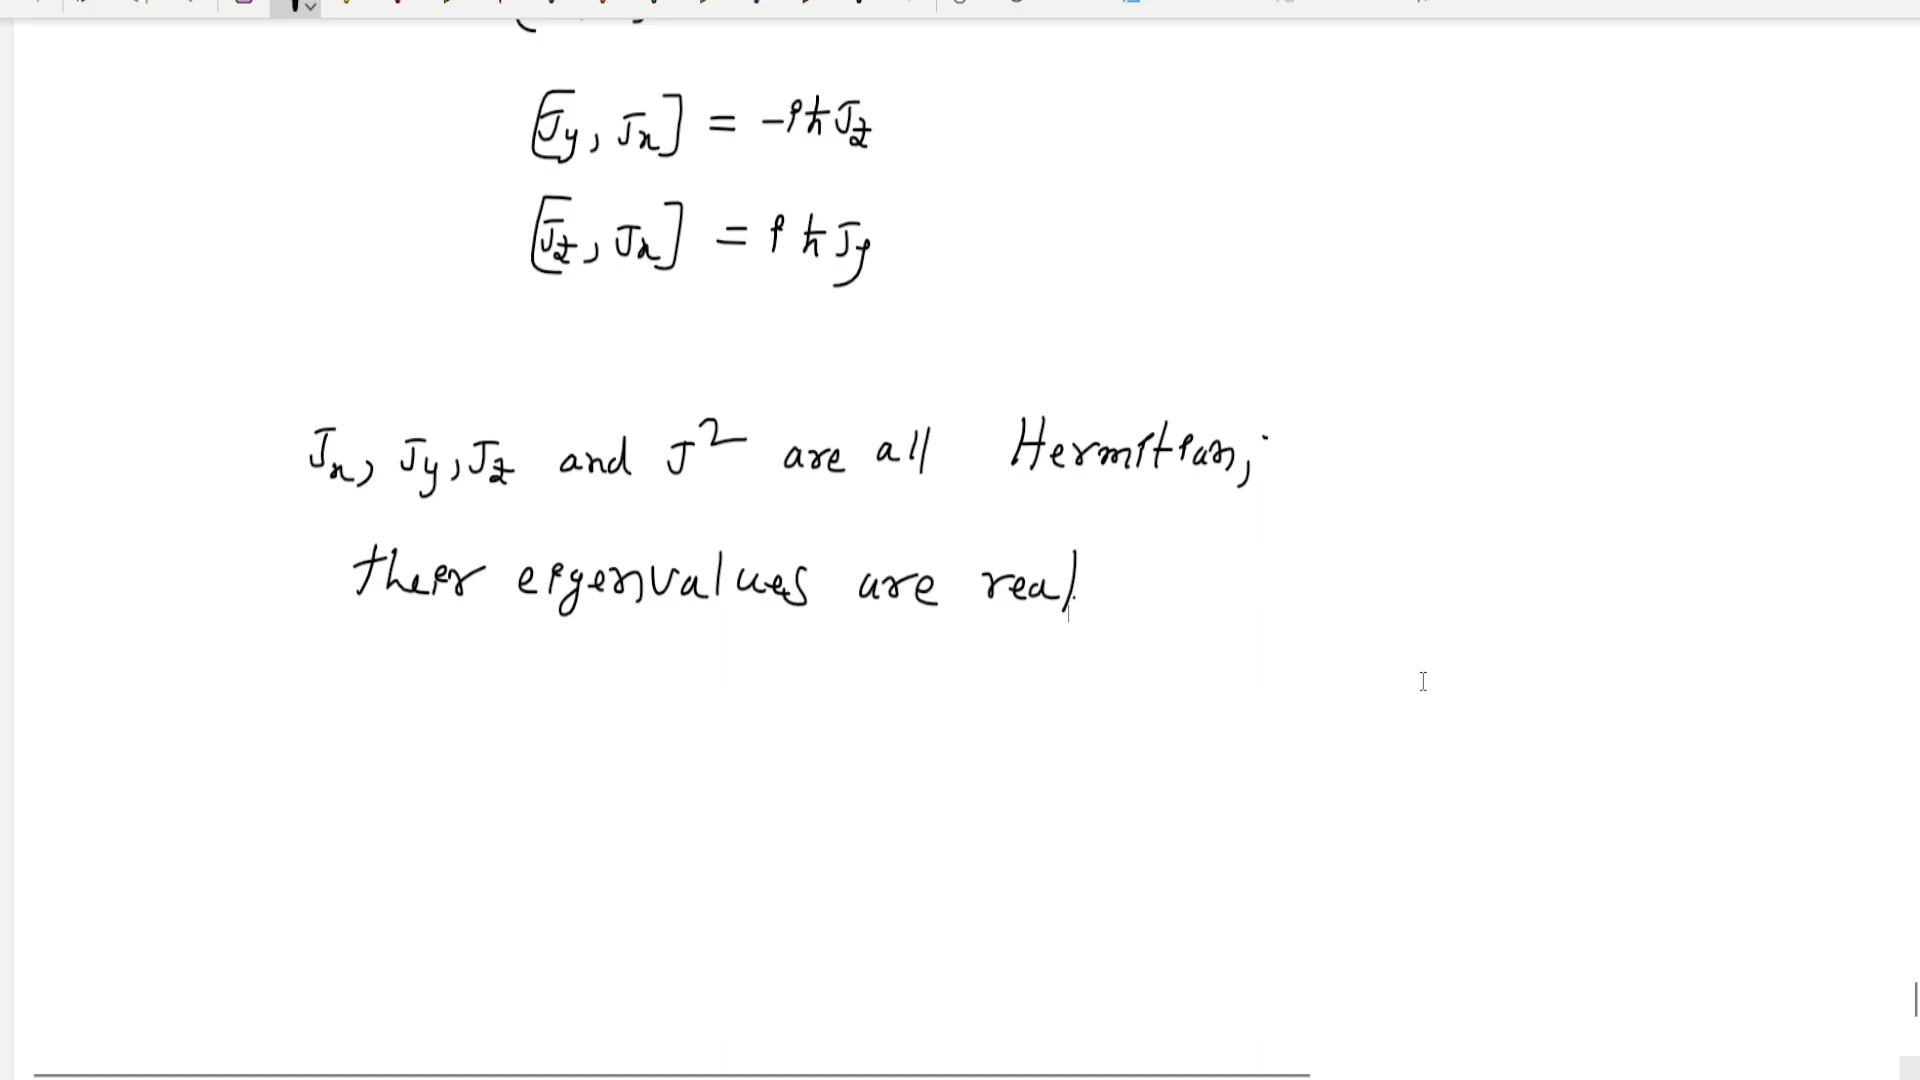 [Jy, Jx] = -iħJz
[Jz, Jx] = iħJy
Jx, Jy, Jz and J² are all Hermitian;
their eigenvalues are real.